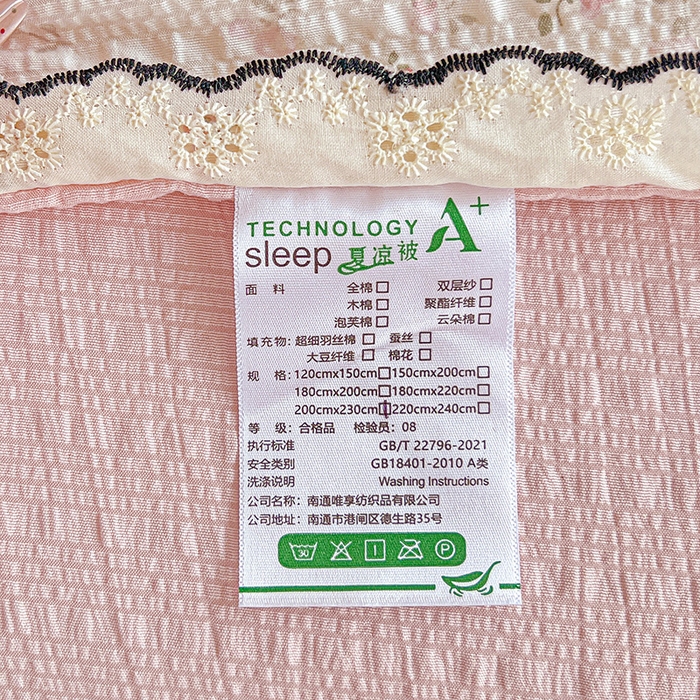 TECHNOLOGY A+
sleep 夏凉被
面 料 全棉□ 双层纱□
木棉□ 聚酯纤维□
泡芙棉□ 云朵棉□
填充物: 超细羽丝棉□ 蚕丝□
大豆纤维□ 棉花□
规 格: 120cmx150cm□ 150cmx200cm□
180cmx200cm□ 180cmx220cm□
200cmx230cm□ 220cmx240cm□
等 级: 合格品 检验员: 08
执行标准 GB/T 22796-2021
安全类别 GB18401-2010 A类
洗涤说明 Washing Instructions
公司名称: 南通唯享纺织品有限公司
公司地址: 南通市港闸区德生路35号
30 P